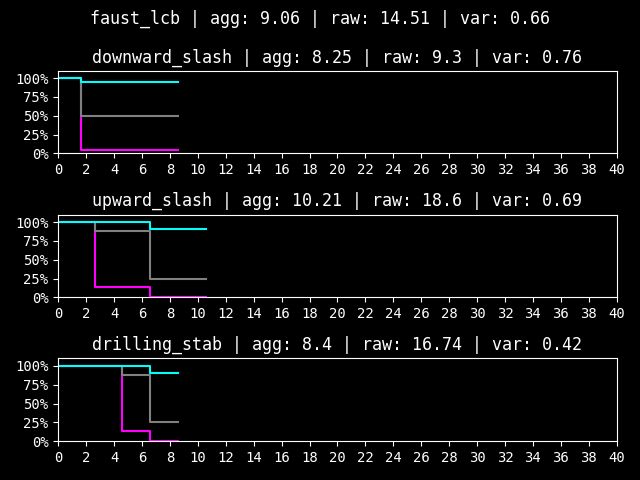 faust_lcb | agg: 9.06 | raw: 14.51 | var: 0.66
downward_slash | agg: 8.25 | raw: 9.3 | var: 0.76
100%
75%
50%
25%
0%
0 2 4 6 8 10 12 14 16 18 20 22 24 26 28 30 32 34 36 38 40
upward_slash | agg: 10.21 | raw: 18.6 | var: 0.69
100%
75%
50%
25%
0%
0 2 4 6 8 10 12 14 16 18 20 22 24 26 28 30 32 34 36 38 40
drilling_stab | agg: 8.4 | raw: 16.74 | var: 0.42
100%
75%
50%
25%
0%
0 2 4 6 8 10 12 14 16 18 20 22 24 26 28 30 32 34 36 38 40